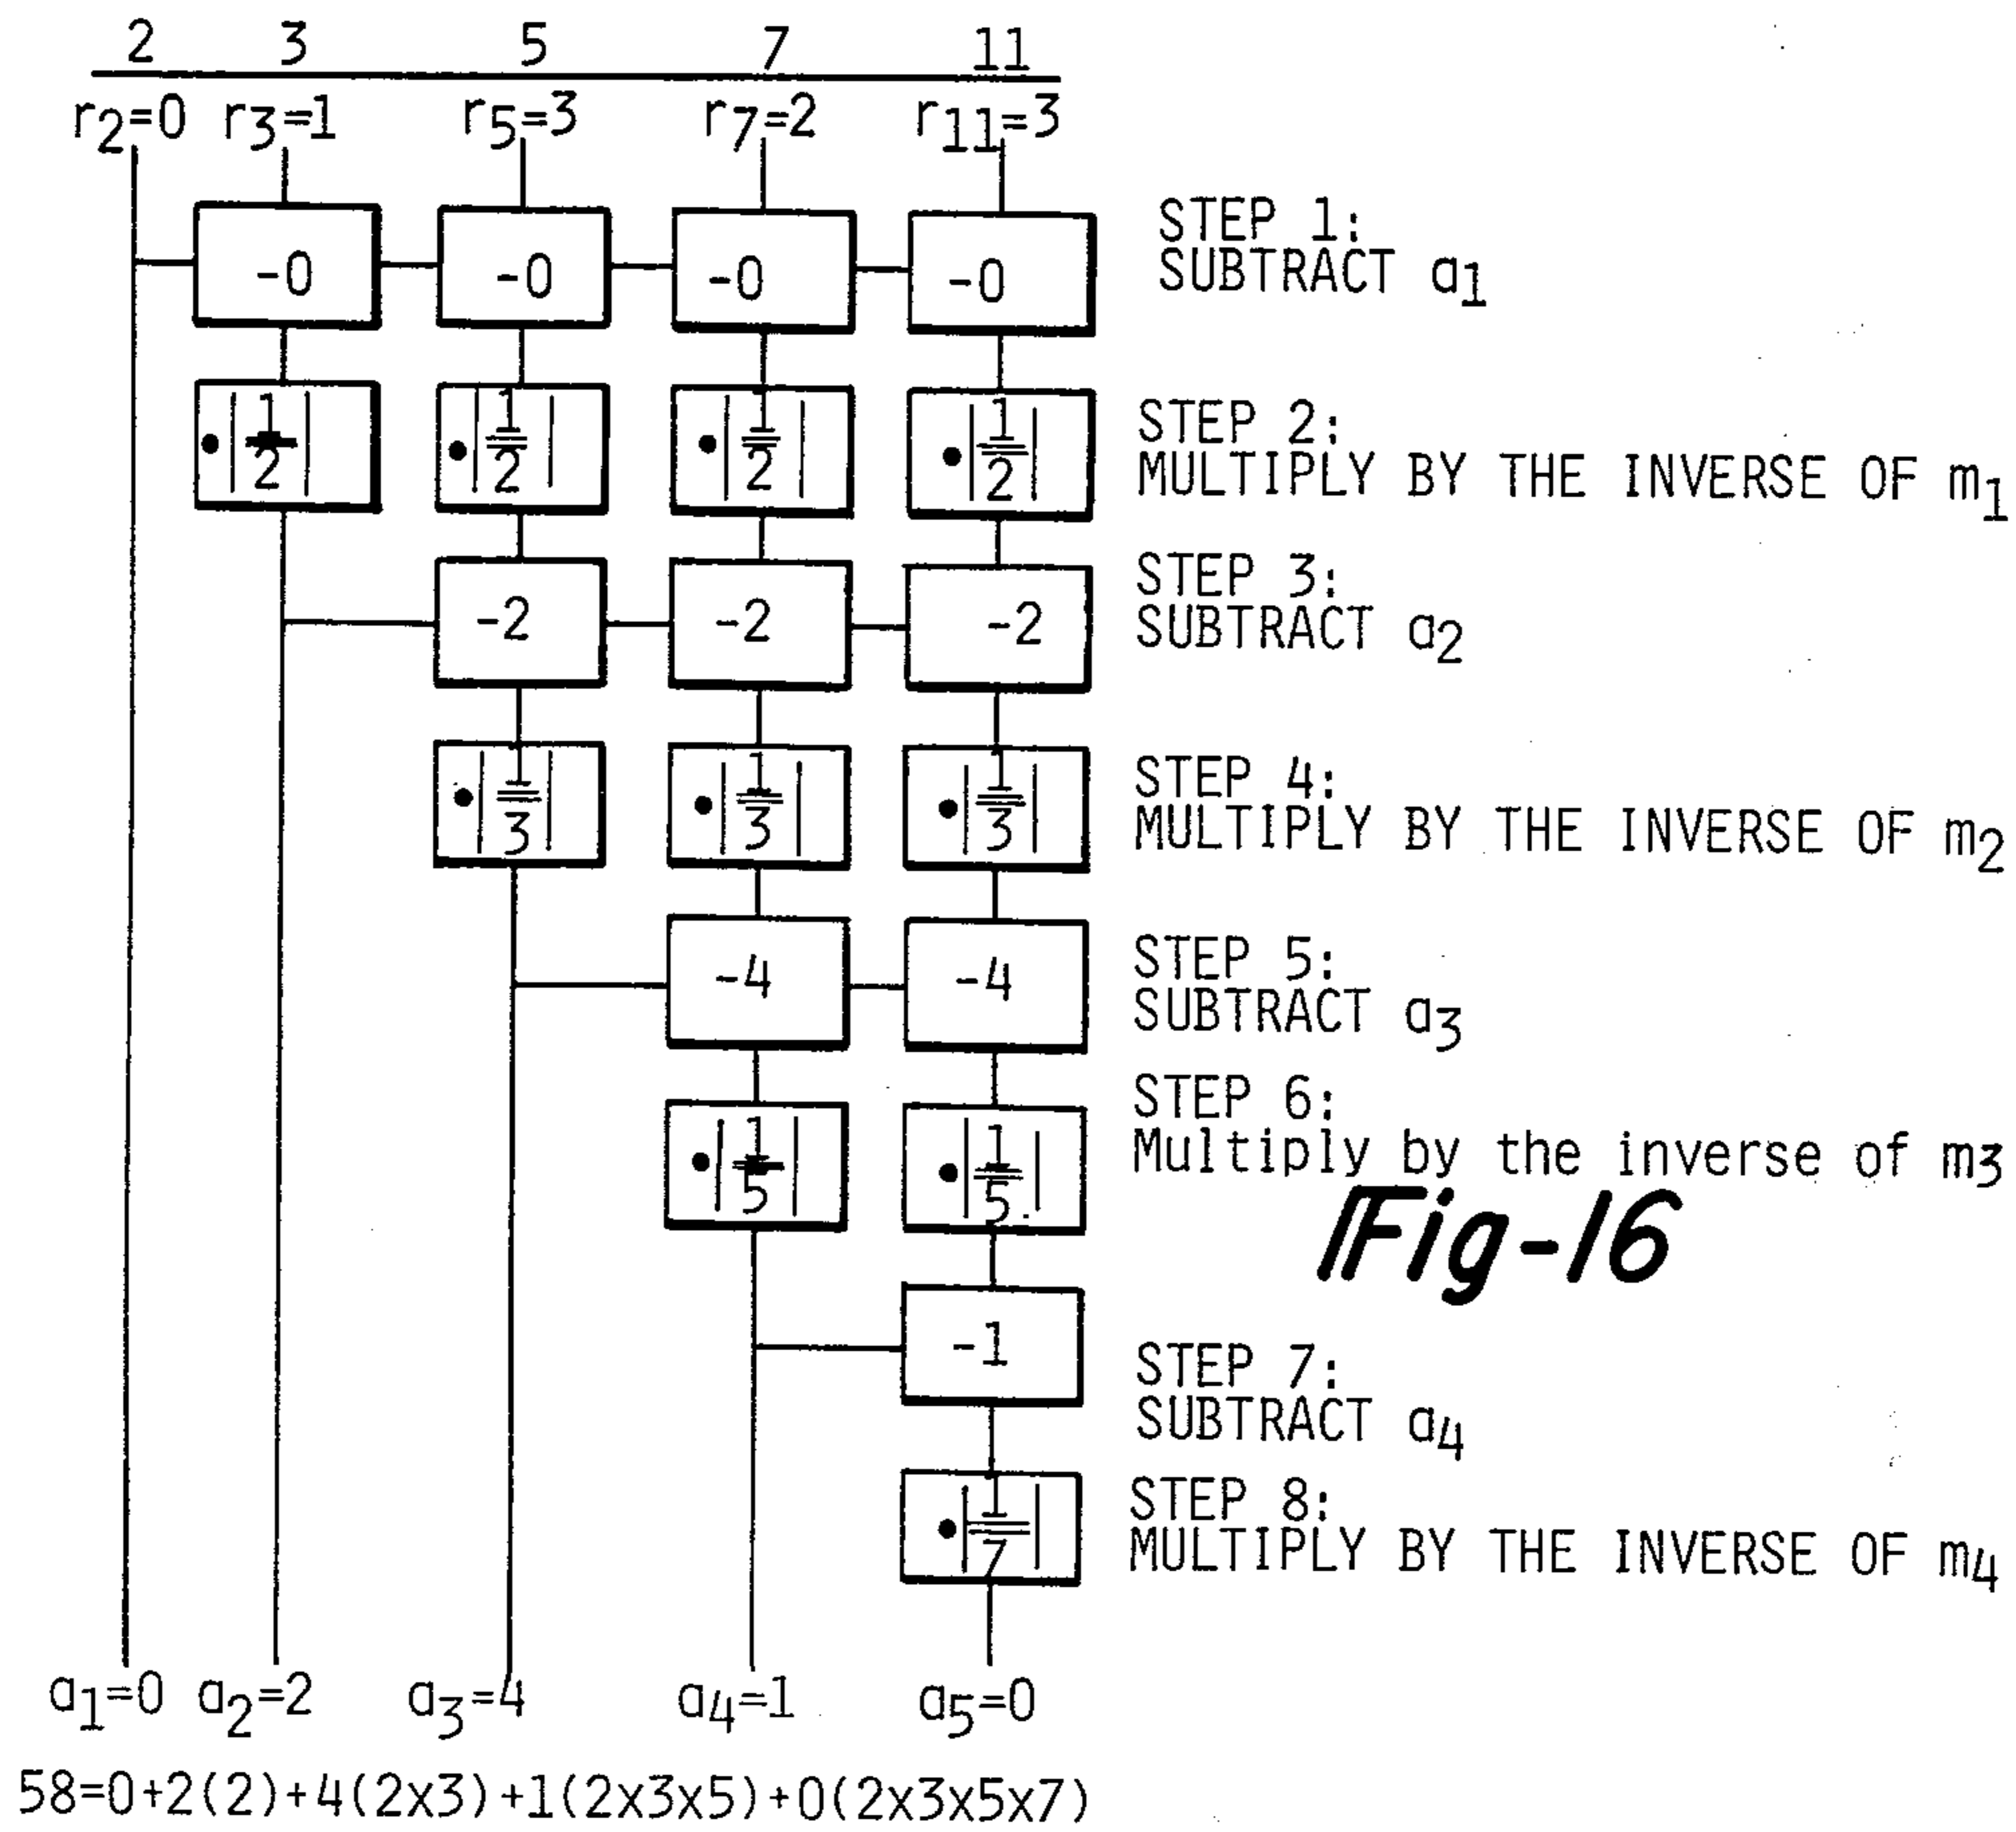 2 3 5 7 11
r2=0 r3=1 r5=3 r7=2 r11=3
-0 -0 -0 -0
STEP 1:
SUBTRACT a1
•|1/2| •|1/2| •|1/2| •|1/2|
STEP 2:
MULTIPLY BY THE INVERSE OF m1
-2 -2 -2
STEP 3:
SUBTRACT a2
•|1/3| •|1/3| •|1/3|
STEP 4:
MULTIPLY BY THE INVERSE OF m2
-4 -4
STEP 5:
SUBTRACT a3
•|1/5| •|1/5|
STEP 6:
Multiply by the inverse of m3
Fig-16
-1
STEP 7:
SUBTRACT a4
•|1/7|
STEP 8:
MULTIPLY BY THE INVERSE OF m4
a1=0 a2=2 a3=4 a4=1 a5=0
58=0+2(2)+4(2x3)+1(2x3x5)+0(2x3x5x7)